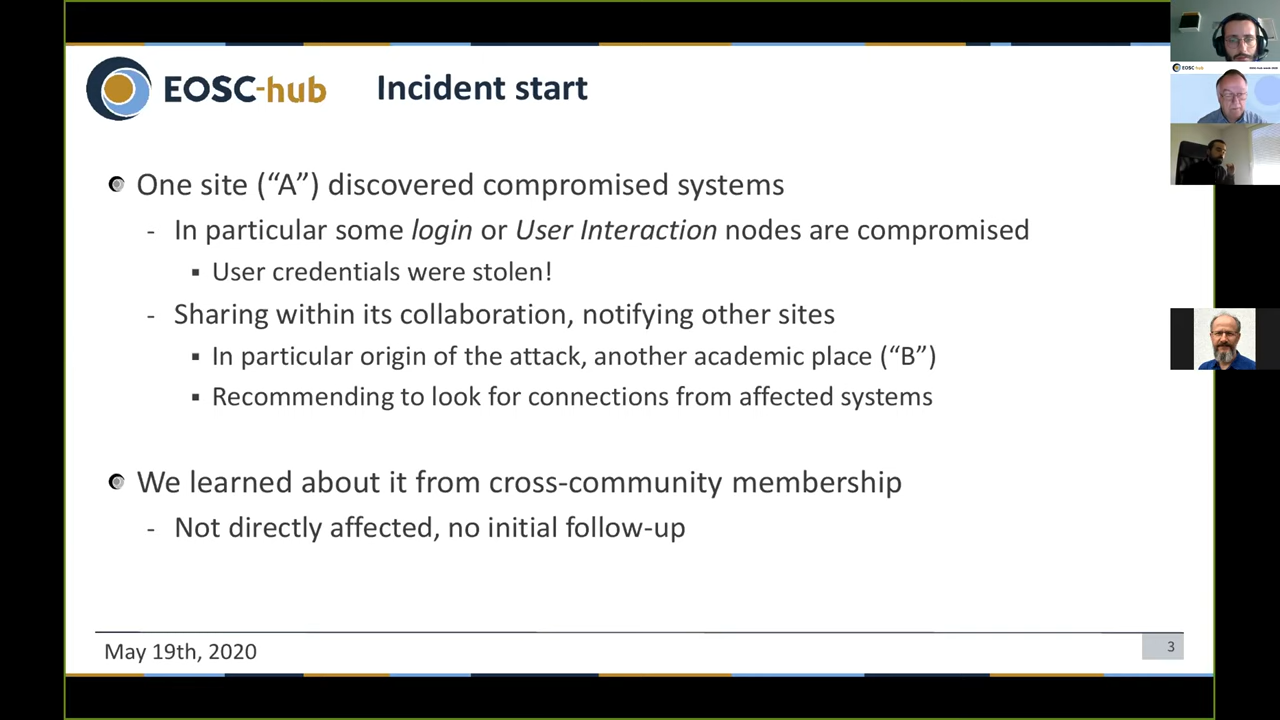 EOSC-hub
Incident start
One site (“A”) discovered compromised systems
- In particular some login or User Interaction nodes are compromised
▪ User credentials were stolen!
- Sharing within its collaboration, notifying other sites
▪ In particular origin of the attack, another academic place (“B”)
▪ Recommending to look for connections from affected systems
We learned about it from cross-community membership
- Not directly affected, no initial follow-up
May 19th, 2020
3
EOSC-hub